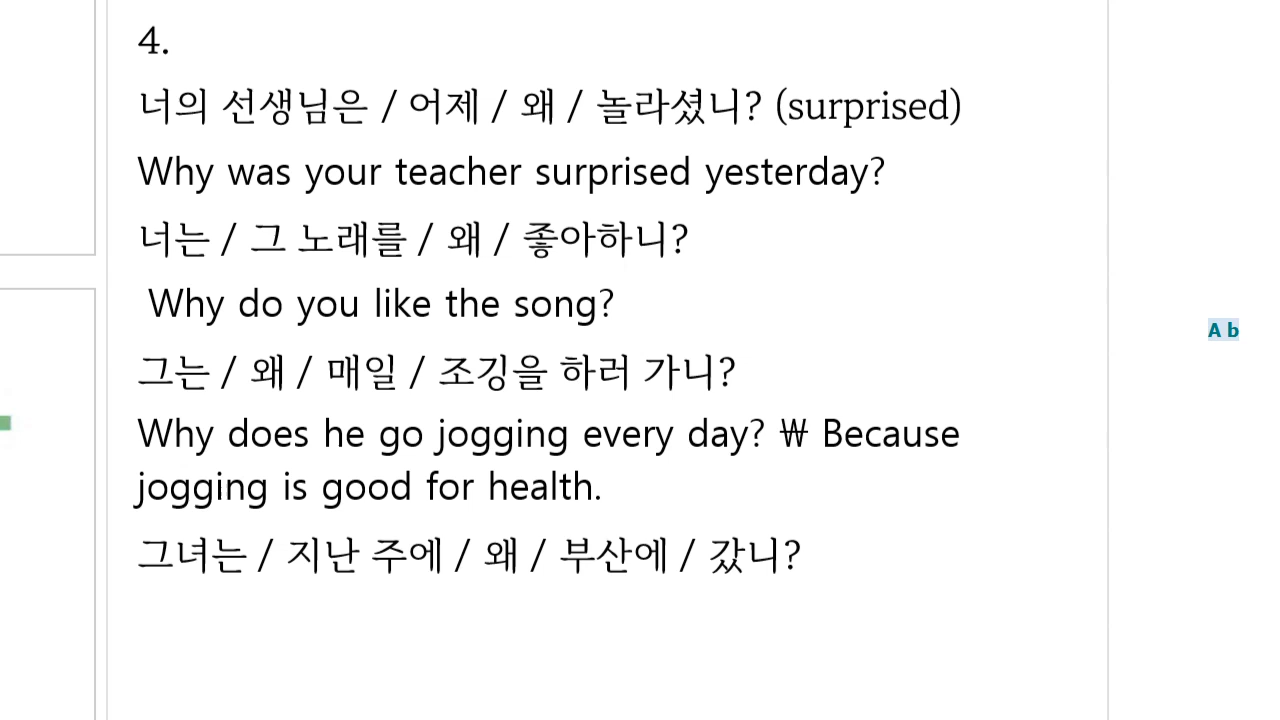 4.
너의 선생님은 / 어제 / 왜 / 놀라셨니? (surprised)
Why was your teacher surprised yesterday?
너는 / 그 노래를 / 왜 / 좋아하니?
Why do you like the song?
그는 / 왜 / 매일 / 조깅을 하러 가니?
Why does he go jogging every day? ₩ Because
jogging is good for health.
그녀는 / 지난 주에 / 왜 / 부산에 / 갔니?
A b